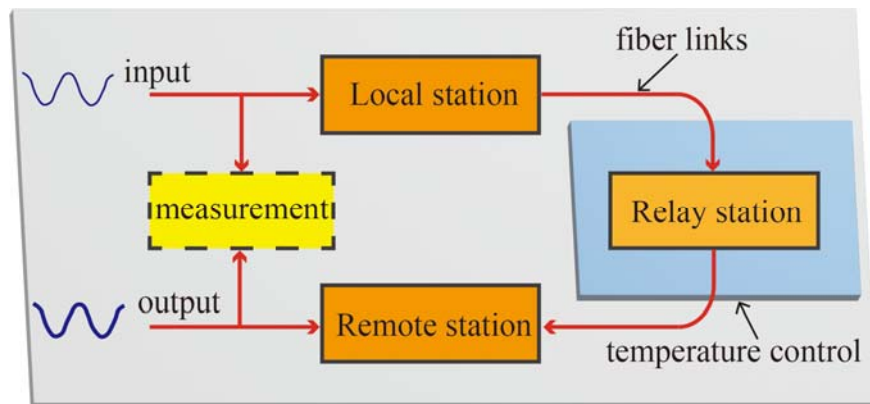 input
Local station
fiber links
measurement
Relay station
output
Remote station
temperature control